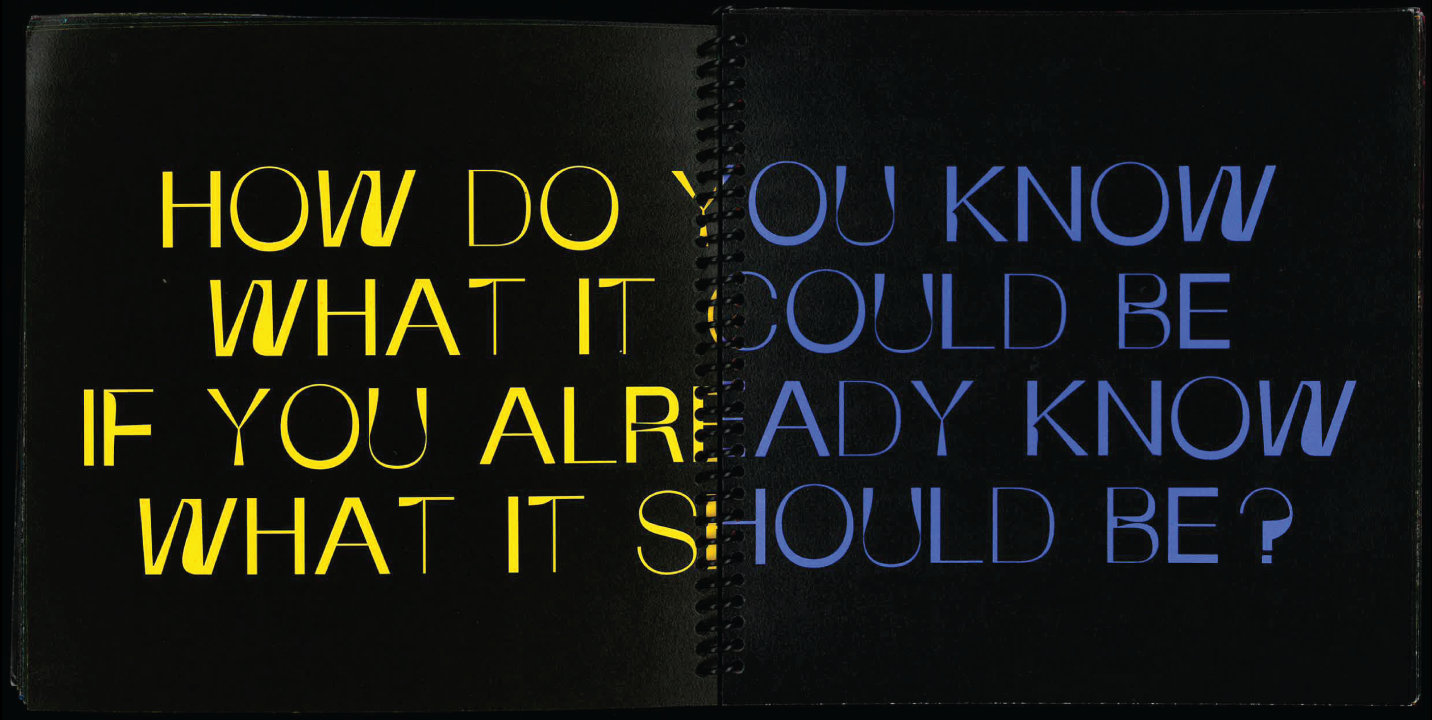 HOW DO YOU KNOW
WHAT IT COULD BE
IF YOU ALREADY KNOW
WHAT IT SHOULD BE?